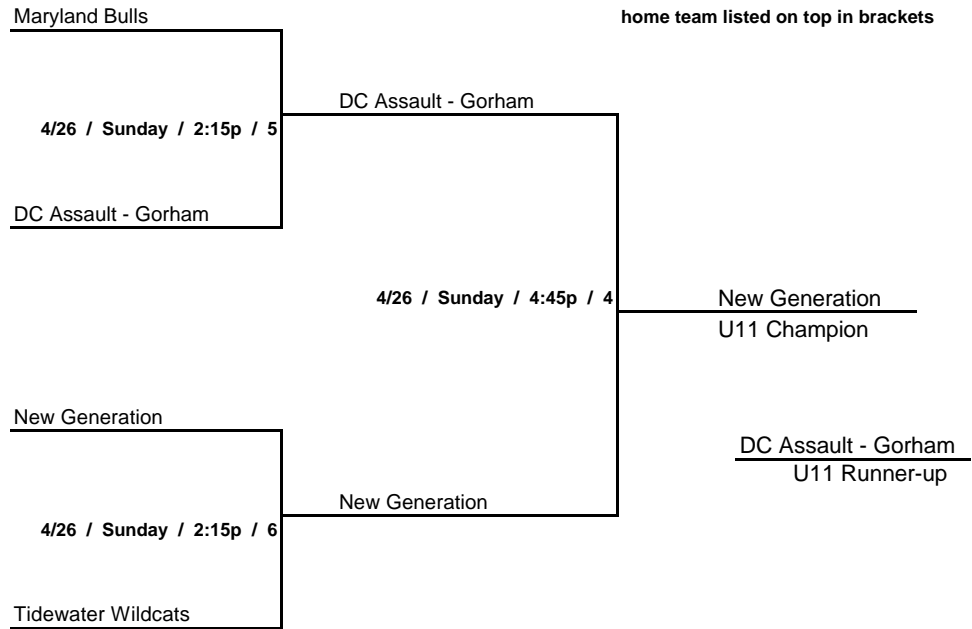 Maryland Bulls
home team listed on top in brackets
DC Assault - Gorham
4/26 / Sunday / 2:15p / 5
DC Assault - Gorham
4/26 / Sunday / 4:45p / 4
New Generation
U11 Champion
New Generation
DC Assault - Gorham
U11 Runner-up
New Generation
4/26 / Sunday / 2:15p / 6
Tidewater Wildcats